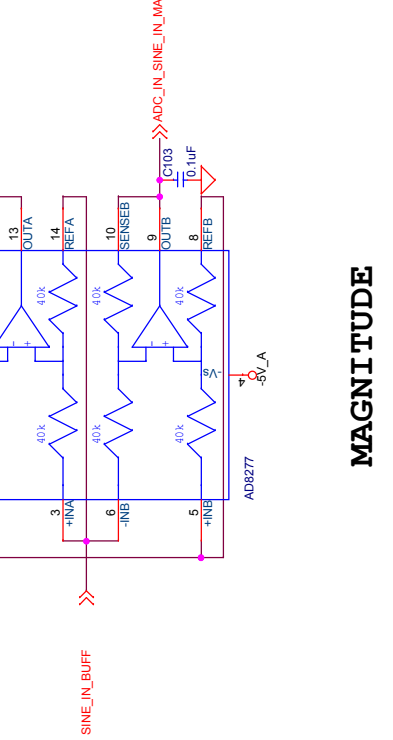 ADC_IN_SINE_IN_MA
C103
0.1uF
13
OUTA
14
REFA
10
SENSEB
9
OUTB
8
REFB
40k
40k
40k
-
+
-
+
-Vs
4
-5V_A
40k
40k
40k
3
+INA
6
-INB
5
+INB
AD8277
SINE_IN_BUFF
MAGNITUDE